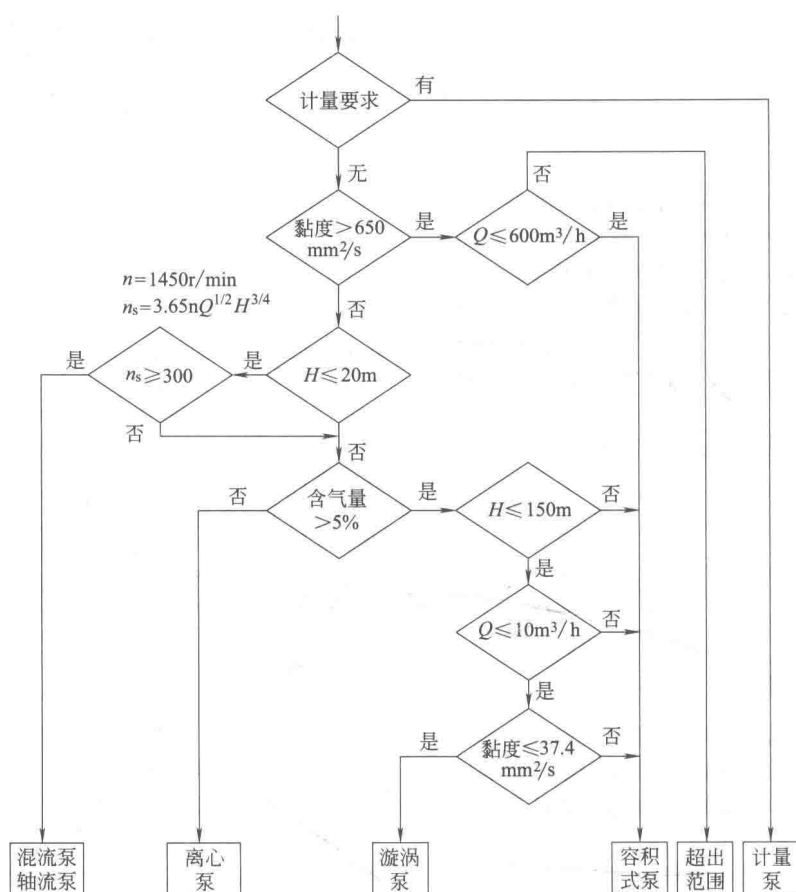 计量要求
有
无
黏度>650
mm²/s
是
Q≤600m³/h
否
是
n=1450r/min
nₛ=3.65nQ^{1/2}H^{3/4}
否
是
nₛ≥300
是
H≤20m
否
否
否
含气量
>5%
是
H≤150m
否
是
Q≤10m³/h
否
是
是
黏度≤37.4
mm²/s
否
混流泵
轴流泵
离心
泵
漩涡
泵
容积
式泵
超出
范围
计量
泵